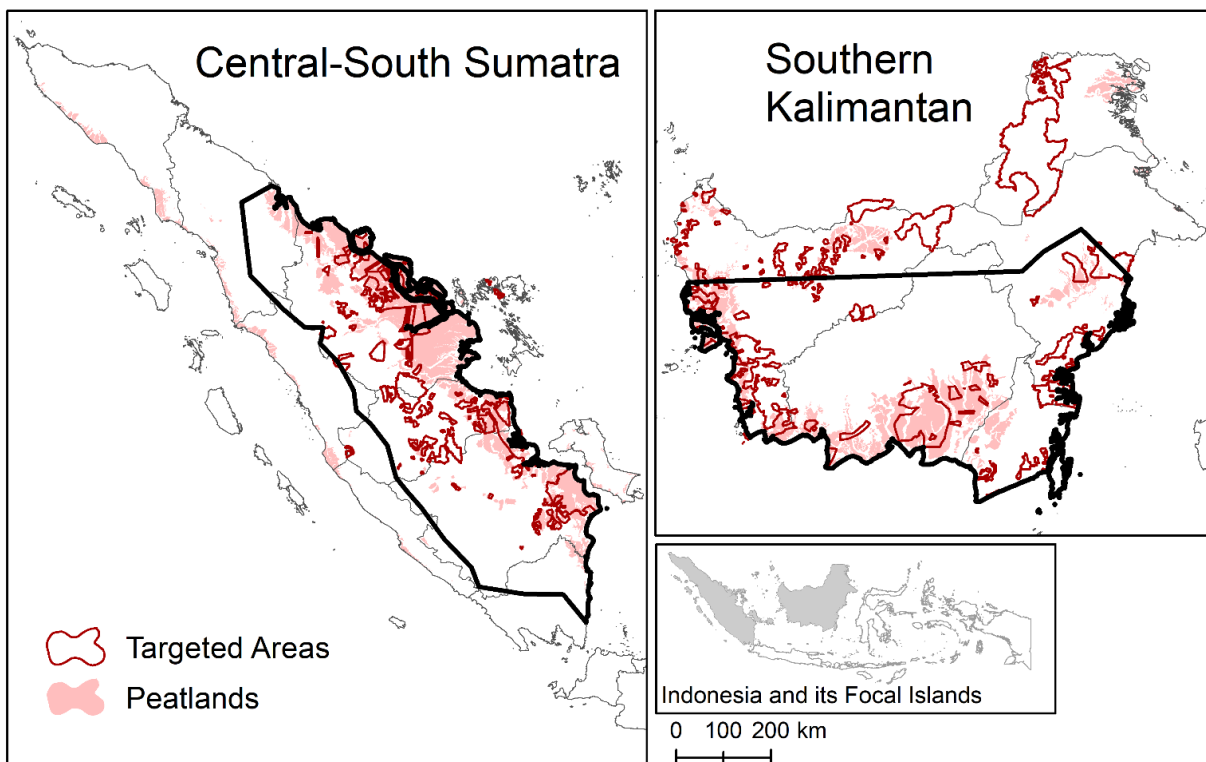 Central-South Sumatra
Targeted Areas
Peatlands
Southern
Kalimantan
Indonesia and its Focal Islands
0 100 200 km